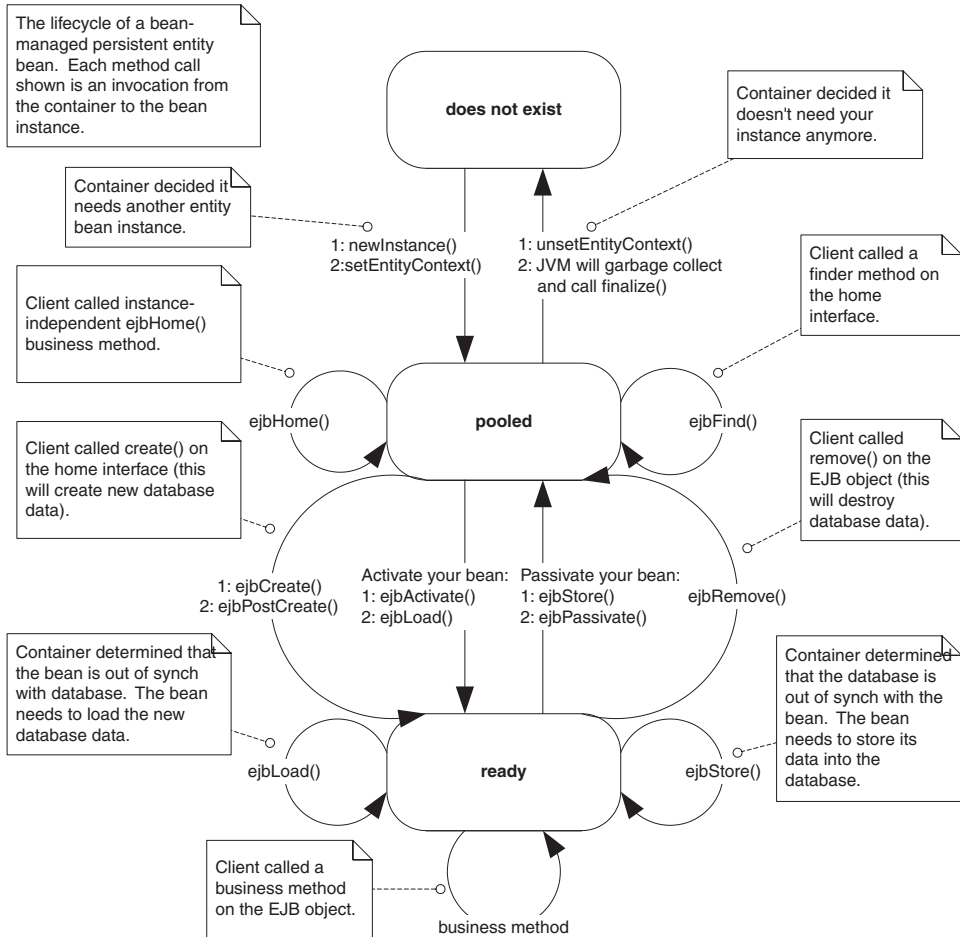 The lifecycle of a bean-
managed persistent entity
bean. Each method call
shown is an invocation from
the container to the bean
instance.
does not exist
Container decided it
doesn't need your
instance anymore.
Container decided it
needs another entity
bean instance.
1: newInstance()
2:setEntityContext()
1: unsetEntityContext()
2: JVM will garbage collect
and call finalize()
Client called a
finder method on
the home
interface.
Client called instance-
independent ejbHome()
business method.
ejbHome()
pooled
ejbFind()
Client called create() on
the home interface (this
will create new database
data).
Client called
remove() on the
EJB object (this
will destroy
database data).
1: ejbCreate()
2: ejbPostCreate()
Activate your bean:
1: ejbActivate()
2: ejbLoad()
Passivate your bean:
1: ejbStore()
2: ejbPassivate()
ejbRemove()
Container determined that
the bean is out of synch
with database. The bean
needs to load the new
database data.
Container determined
that the database is
out of synch with the
bean. The bean
needs to store its
data into the
database.
ejbLoad()
ready
ejbStore()
Client called a
business method
on the EJB object.
business method